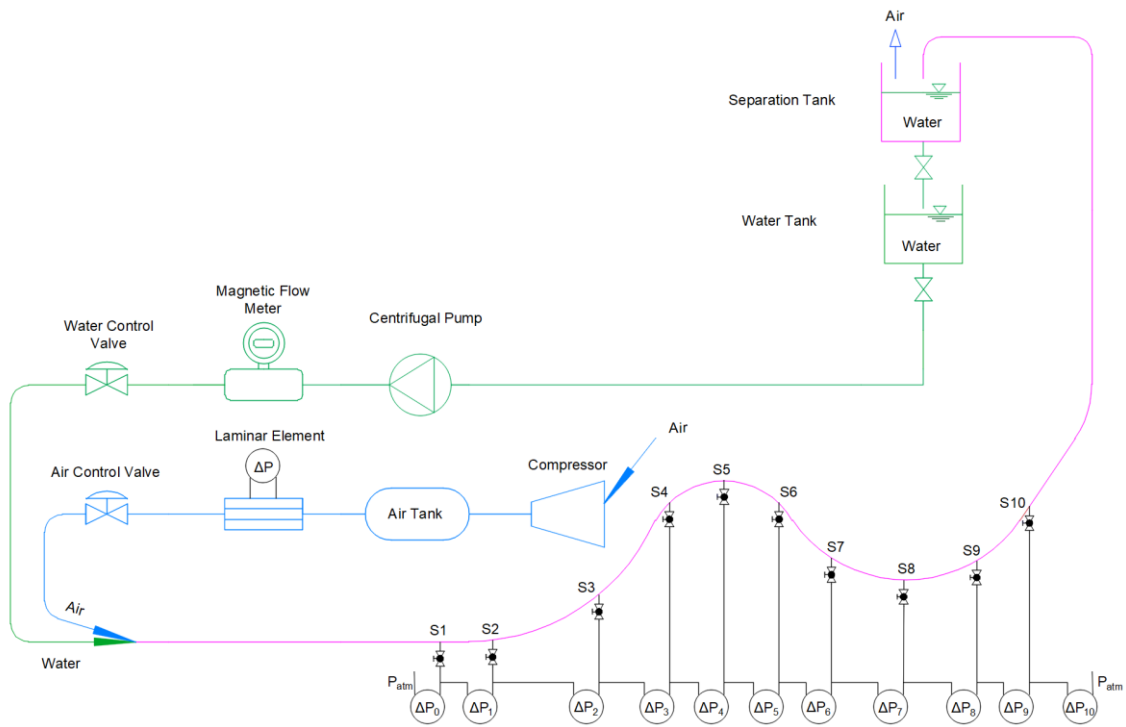 Air
Separation Tank
Water
Water Tank
Water
Magnetic Flow
Meter
Centrifugal Pump
Water Control
Valve
Laminar Element
ΔP
Air
Compressor
Air Control Valve
Air Tank
S5
S4
S6
S10
S7
S9
S8
S3
Air
S1
S2
Water
Patm
Patm
ΔP0
ΔP1
ΔP2
ΔP3
ΔP4
ΔP5
ΔP6
ΔP7
ΔP8
ΔP9
ΔP10